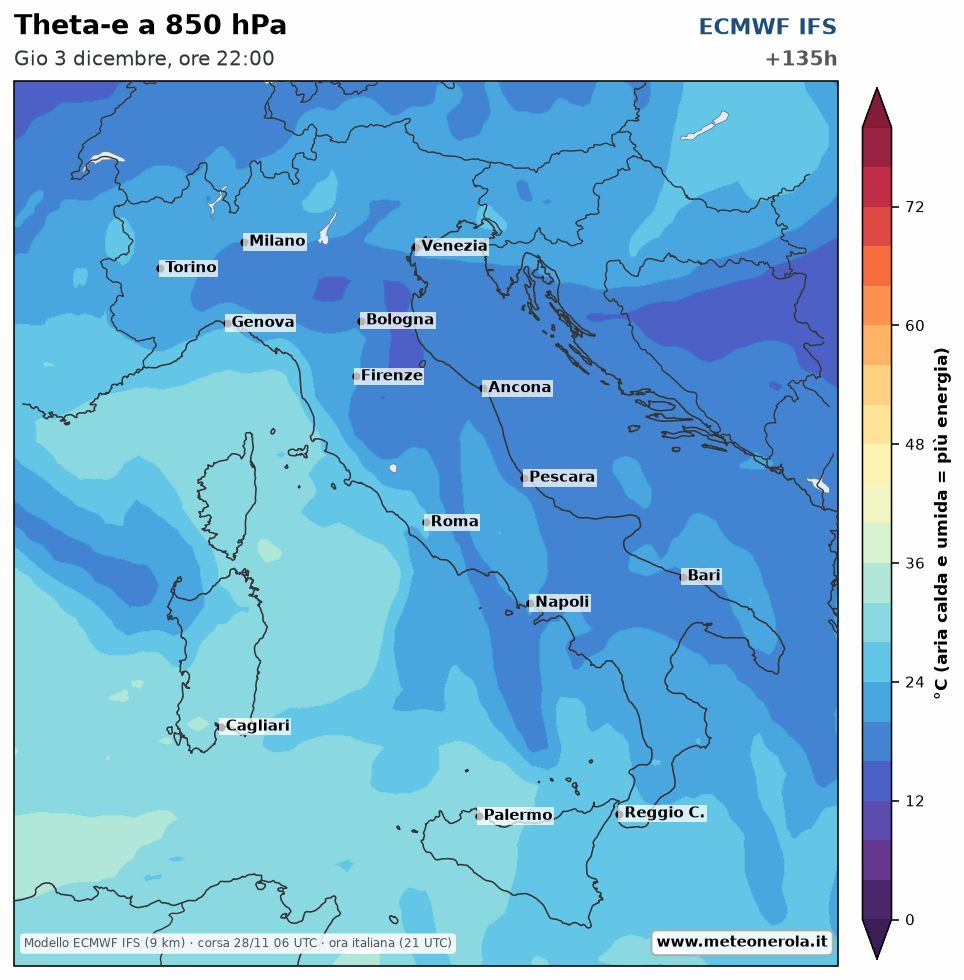 Theta-e a 850 hPa
ECMWF IFS
Gio 3 dicembre, ore 22:00
+135h
Milano
Venezia
Torino
Genova
Bologna
Firenze
Ancona
Pescara
Roma
Bari
Napoli
Cagliari
Palermo
Reggio C.
72
60
48
36
24
12
0
°C (aria calda e umida = più energia)
Modello ECMWF IFS (9 km) · corsa 28/11 06 UTC · ora italiana (21 UTC)
www.meteonerola.it